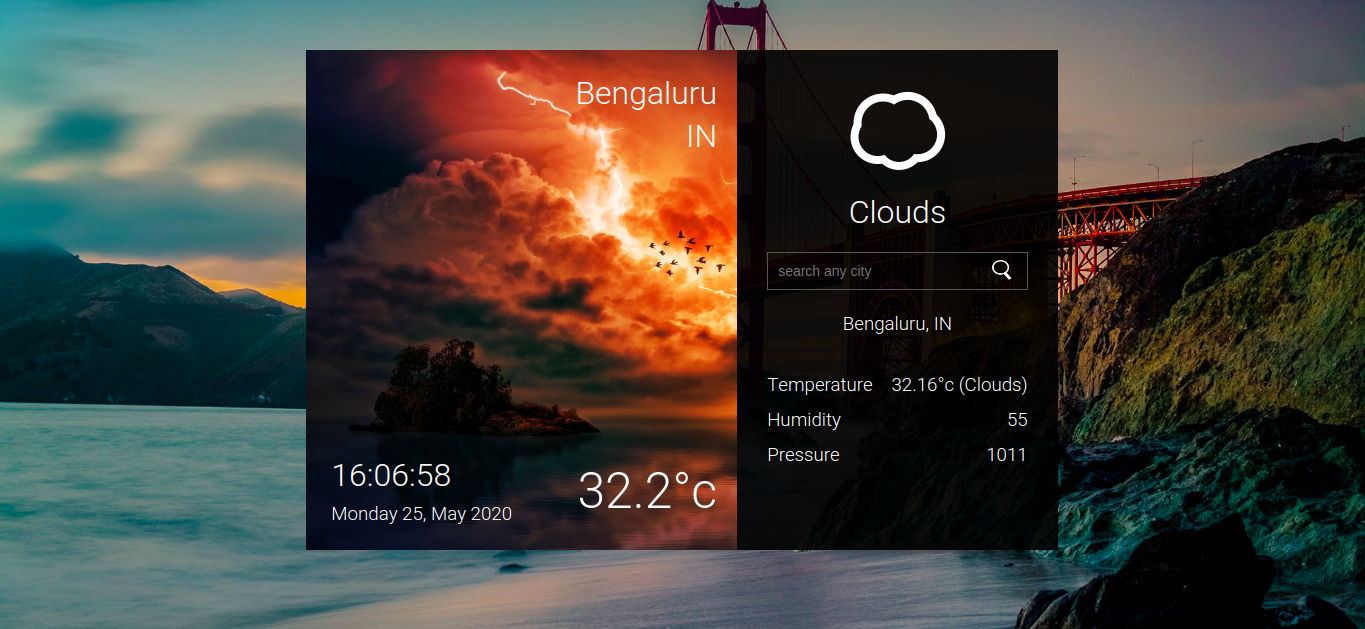 Bengaluru
IN
16:06:58
Monday 25, May 2020
32.2°c
Clouds
search any city
Bengaluru, IN
Temperature 32.16°c (Clouds)
Humidity 55
Pressure 1011